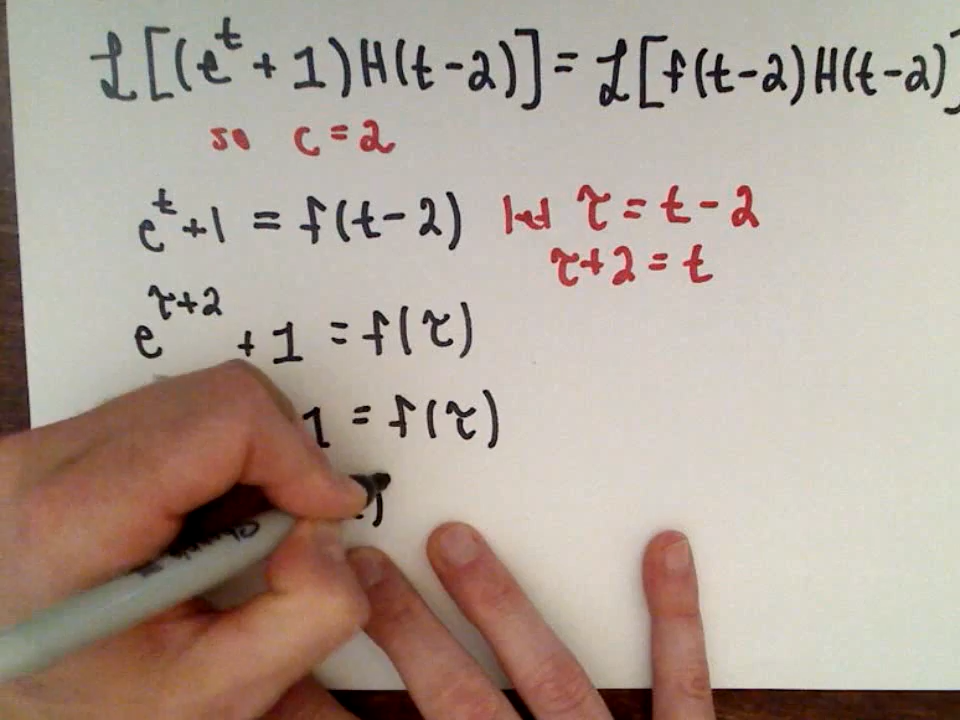 ℒ[(e^t + 1)H(t-2)] = ℒ[f(t-2)H(t-2)]
so c = 2
e^t + 1 = f(t-2) let τ = t - 2
τ+2 = t
e^{τ+2} + 1 = f(τ)
1 = f(τ)